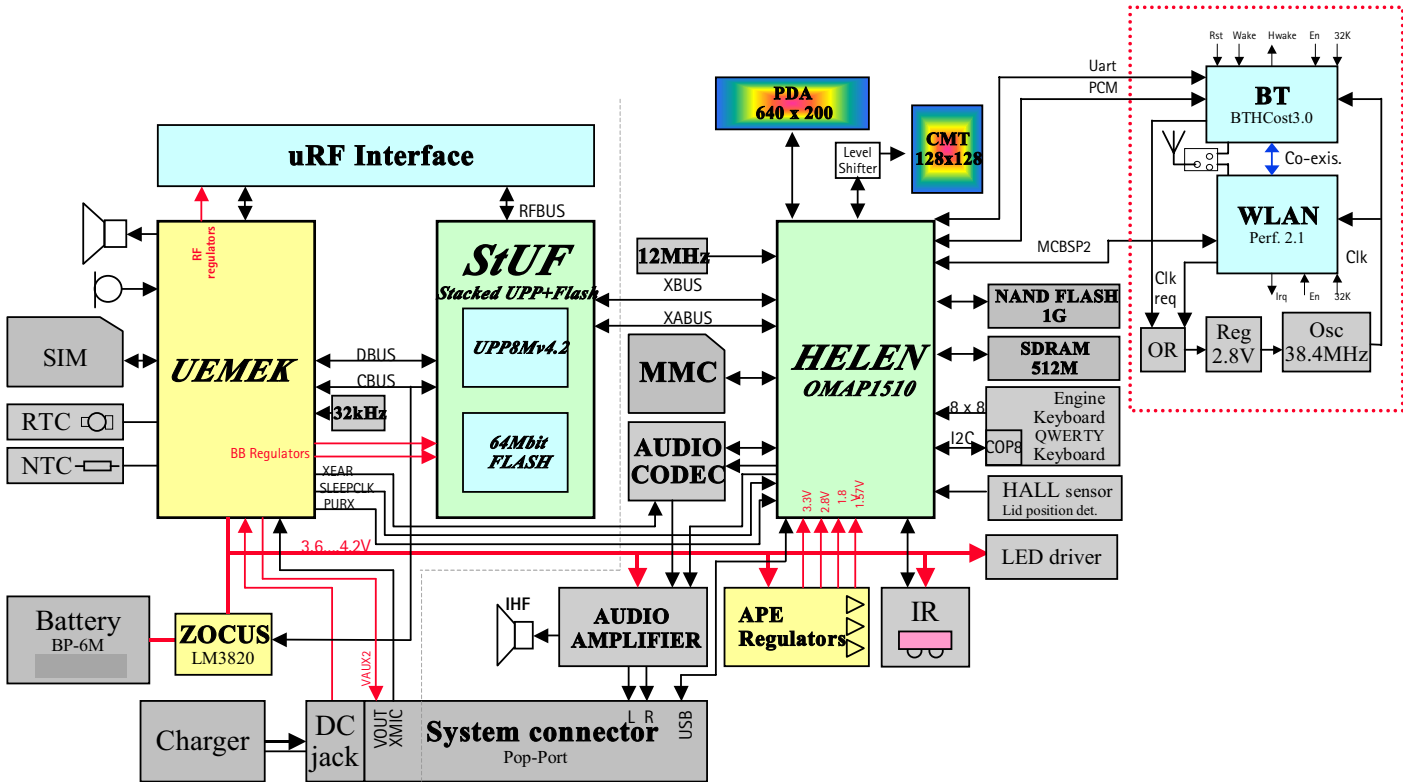 Rst
Wake
Hwake
En
32K
Uart
PCM
BT
BTHCost3.0
PDA
640 x 200
CMT
128x128
Level
Shifter
Co-exis.
uRF Interface
RFBUS
WLAN
Perf. 2.1
MCBSP2
Clk
Clk
req
Irq
En
32K
RF
regulators
StUF
Stacked UPP+Flash
12MHz
XBUS
XABUS
NAND FLASH
1G
OR
Reg
2.8V
Osc
38.4MHz
SIM
UEMEK
DBUS
CBUS
UPP8Mv4.2
MMC
HELEN
OMAP1510
SDRAM
512M
RTC
32kHz
8 x 8
Engine
Keyboard
I2C
COP8
QWERTY
Keyboard
NTC
BB Regulators
64Mbit
FLASH
AUDIO
CODEC
XEAR
SLEEPCLK
PURX
3.3V
2.8V
1.8
V
1.57V
HALL sensor
Lid position det.
3.6....4.2V
LED driver
Battery
BP-6M
ZOCUS
LM3820
VAUX2
IHF
AUDIO
AMPLIFIER
APE
Regulators
IR
Charger
DC
jack
VOUT
XMIC
System connector
Pop-Port
L
R
USB